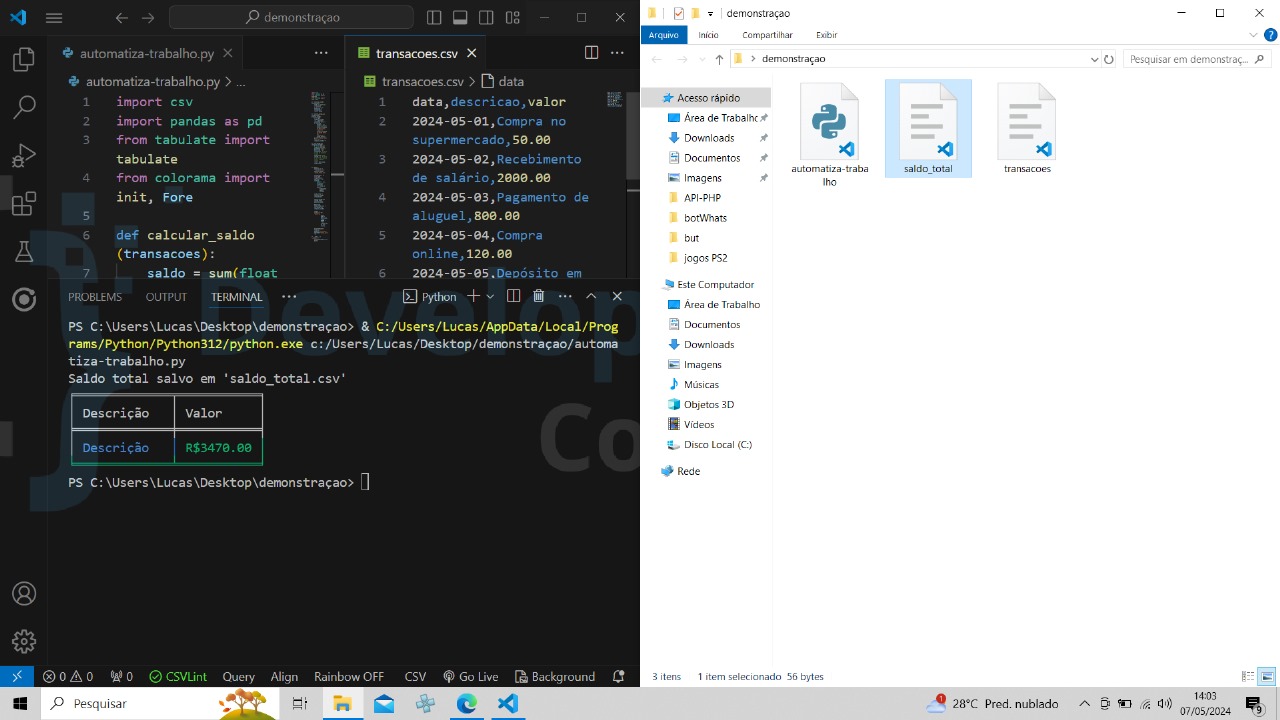 demonstraçao
automatiza-trabalho.py
transacoes.csv
automatiza-trabalho.py
transacoes.csv > data
1 import csv
2 import pandas as pd
3 from tabulate import
tabulate
4 from colorama import
init, Fore
5
6 def calcular_saldo
(transacoes):
7 saldo = sum(float
1 data,descricao,valor
2 2024-05-01,Compra no
supermercado,50.00
3 2024-05-02,Recebimento
de salário,2000.00
4 2024-05-03,Pagamento de
aluguel,800.00
5 2024-05-04,Compra
online,120.00
6 2024-05-05,Depósito em
PROBLEMS OUTPUT TERMINAL Python
PS C:\Users\Lucas\Desktop\demonstraçao> & C:/Users/Lucas/AppData/Local/Prog
rams/Python/Python312/python.exe c:/Users/Lucas/Desktop/demonstraçao/automa
tiza-trabalho.py
Saldo total salvo em 'saldo_total.csv'
Descrição Valor
Descrição R$3470.00
PS C:\Users\Lucas\Desktop\demonstraçao>
Develop
Co
0 0 0 CSVLint Query Align Rainbow OFF CSV Go Live Background
demonstraçao
Arquivo Início Compartilhar Exibir
demonstraçao
Pesquisar em demonstraç...
Acesso rápido
Área de Trabalho
Downloads
Documentos
Imagens
API-PHP
botWhats
but
jogos PS2
Este Computador
Área de Trabalho
Documentos
Downloads
Imagens
Músicas
Objetos 3D
Vídeos
Disco Local (C:)
Rede
automatiza-traba
lho
saldo_total
transacoes
3 itens 1 item selecionado 56 bytes
Pesquisar
1
28°C Pred. nublado
14:03
07/05/2024
9